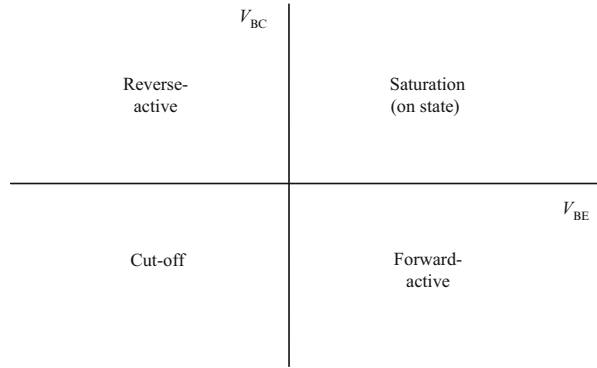 V_BC
Reverse-
active
Saturation
(on state)
V_BE
Cut-off
Forward-
active